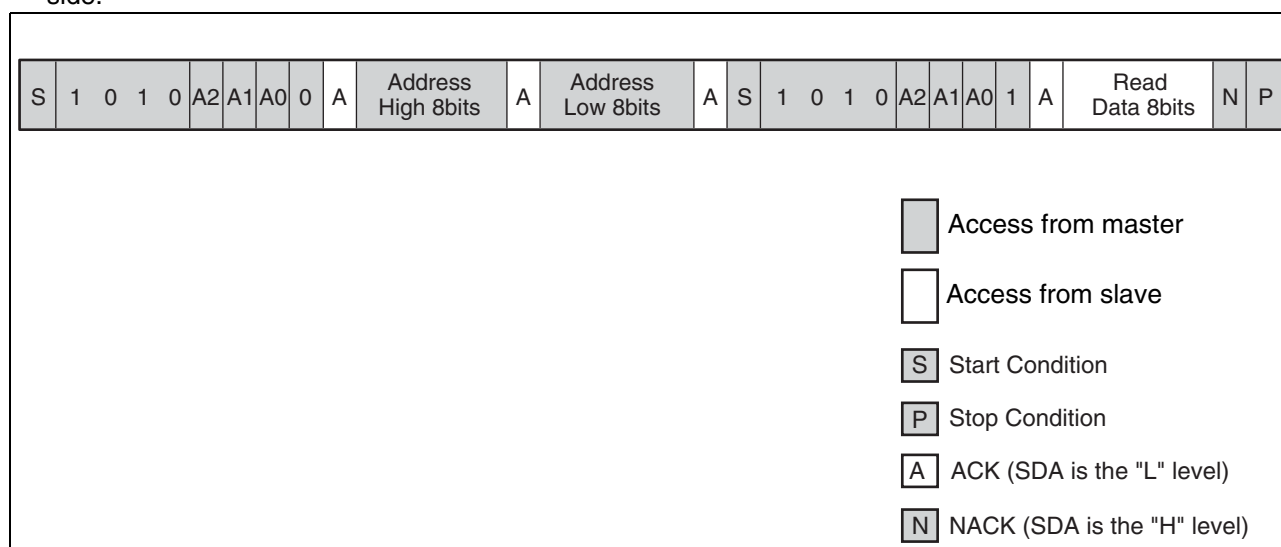 S 1 0 1 0 A2 A1 A0 0 A Address High 8bits A Address Low 8bits A S 1 0 1 0 A2 A1 A0 1 A Read Data 8bits N P
Access from master
Access from slave
S Start Condition
P Stop Condition
A ACK (SDA is the "L" level)
N NACK (SDA is the "H" level)